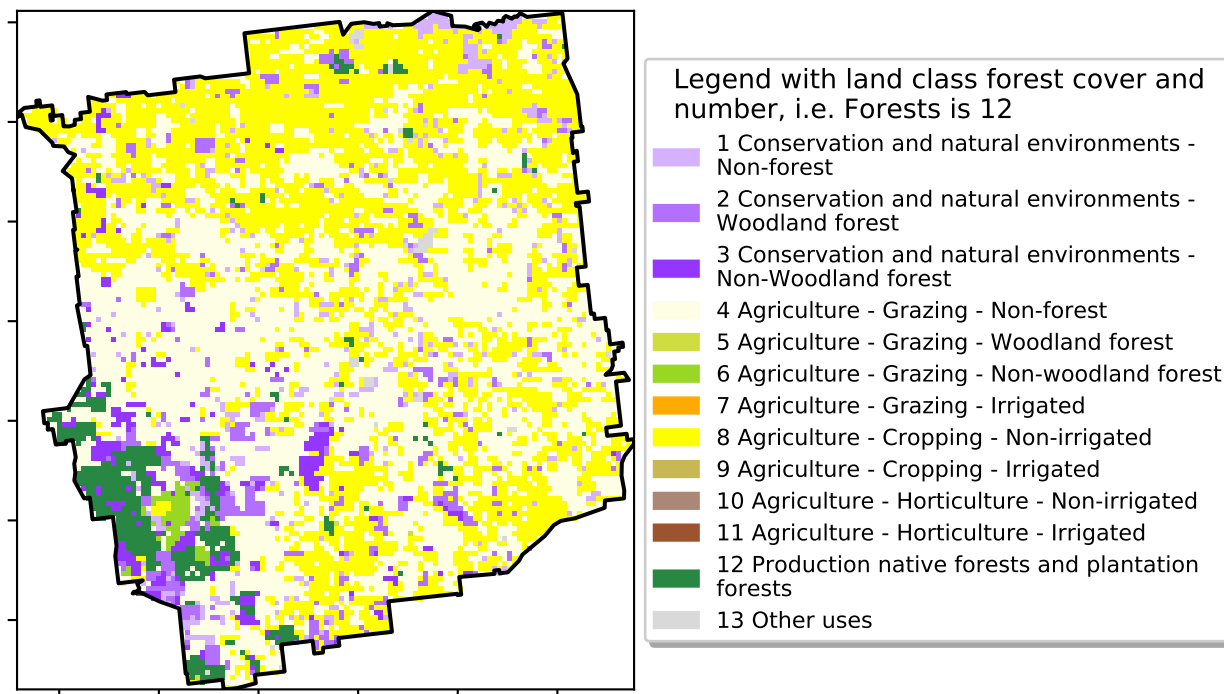 Legend with land class forest cover and
number, i.e. Forests is 12
1 Conservation and natural environments -
Non-forest
2 Conservation and natural environments -
Woodland forest
3 Conservation and natural environments -
Non-Woodland forest
4 Agriculture - Grazing - Non-forest
5 Agriculture - Grazing - Woodland forest
6 Agriculture - Grazing - Non-woodland forest
7 Agriculture - Grazing - Irrigated
8 Agriculture - Cropping - Non-irrigated
9 Agriculture - Cropping - Irrigated
10 Agriculture - Horticulture - Non-irrigated
11 Agriculture - Horticulture - Irrigated
12 Production native forests and plantation
forests
13 Other uses